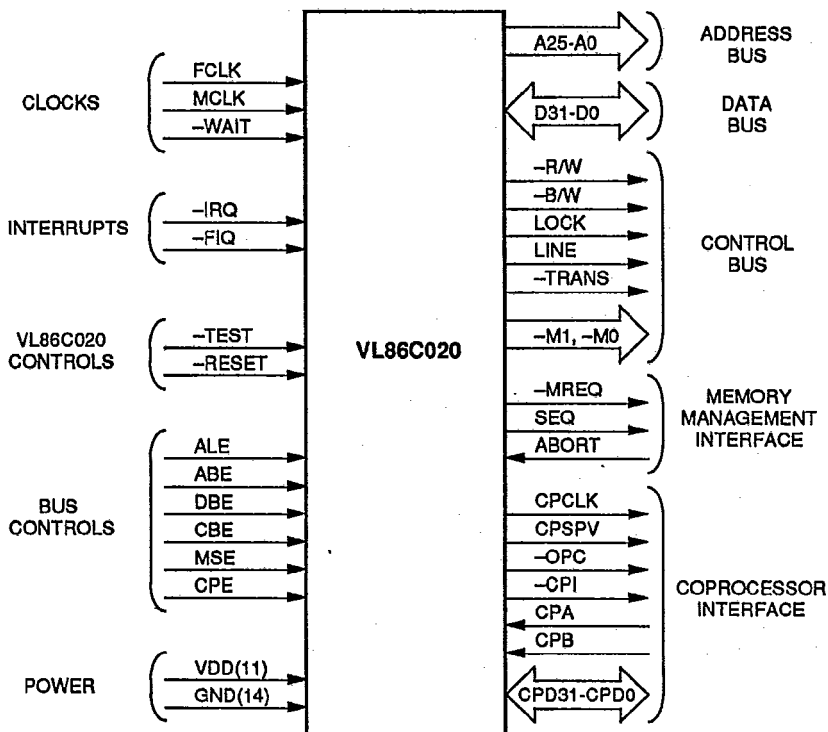 CLOCKS
FCLK
MCLK
–WAIT
INTERRUPTS
–IRQ
–FIQ
VL86C020
CONTROLS
–TEST
–RESET
BUS
CONTROLS
ALE
ABE
DBE
CBE
MSE
CPE
POWER
VDD(11)
GND(14)
VL86C020
A25-A0
ADDRESS
BUS
D31-D0
DATA
BUS
–R/W
–B/W
LOCK
LINE
–TRANS
–M1, –M0
CONTROL
BUS
–MREQ
SEQ
ABORT
MEMORY
MANAGEMENT
INTERFACE
CPCLK
CPSPV
–OPC
–CPI
CPA
CPB
CPD31-CPD0
COPROCESSOR
INTERFACE